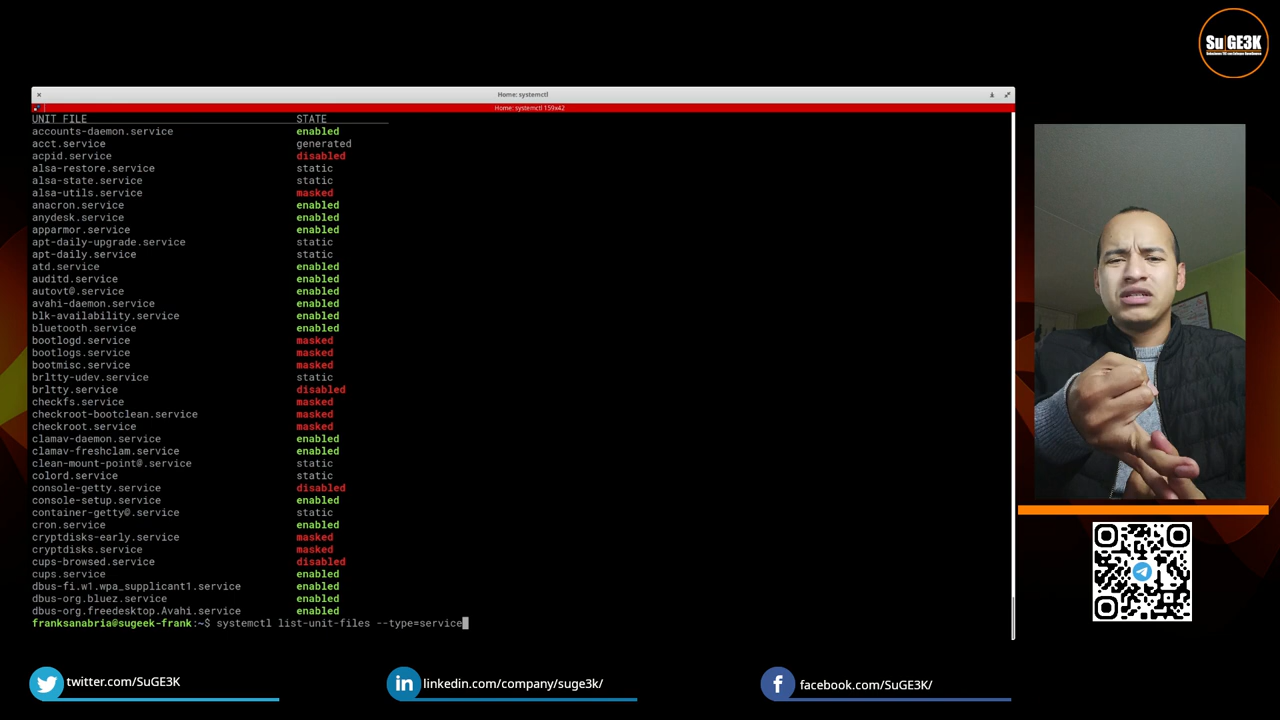 Su GE3K
Home: systemctl
Home: systemctl 159x42
UNIT FILE STATE
accounts-daemon.service enabled
acct.service generated
acpid.service disabled
alsa-restore.service static
alsa-state.service static
alsa-utils.service masked
anacron.service enabled
anydesk.service enabled
apparmor.service enabled
apt-daily-upgrade.service static
apt-daily.service static
atd.service enabled
auditd.service enabled
autovt@.service enabled
avahi-daemon.service enabled
blk-availability.service enabled
bluetooth.service enabled
bootlogd.service masked
bootlogs.service masked
bootmisc.service masked
brltty-udev.service static
brltty.service disabled
checkfs.service masked
checkroot-bootclean.service masked
checkroot.service masked
clamav-daemon.service enabled
clamav-freshclam.service enabled
clean-mount-point@.service static
colord.service static
console-getty.service disabled
console-setup.service enabled
container-getty@.service static
cron.service enabled
cryptdisks-early.service masked
cryptdisks.service masked
cups-browsed.service disabled
cups.service enabled
dbus-fi.w1.wpa_supplicant1.service enabled
dbus-org.bluez.service enabled
dbus-org.freedesktop.Avahi.service enabled
franksanabria@sugeek-frank:~$ systemctl list-unit-files --type=service
twitter.com/SuGE3K
linkedin.com/company/suge3k/
facebook.com/SuGE3K/